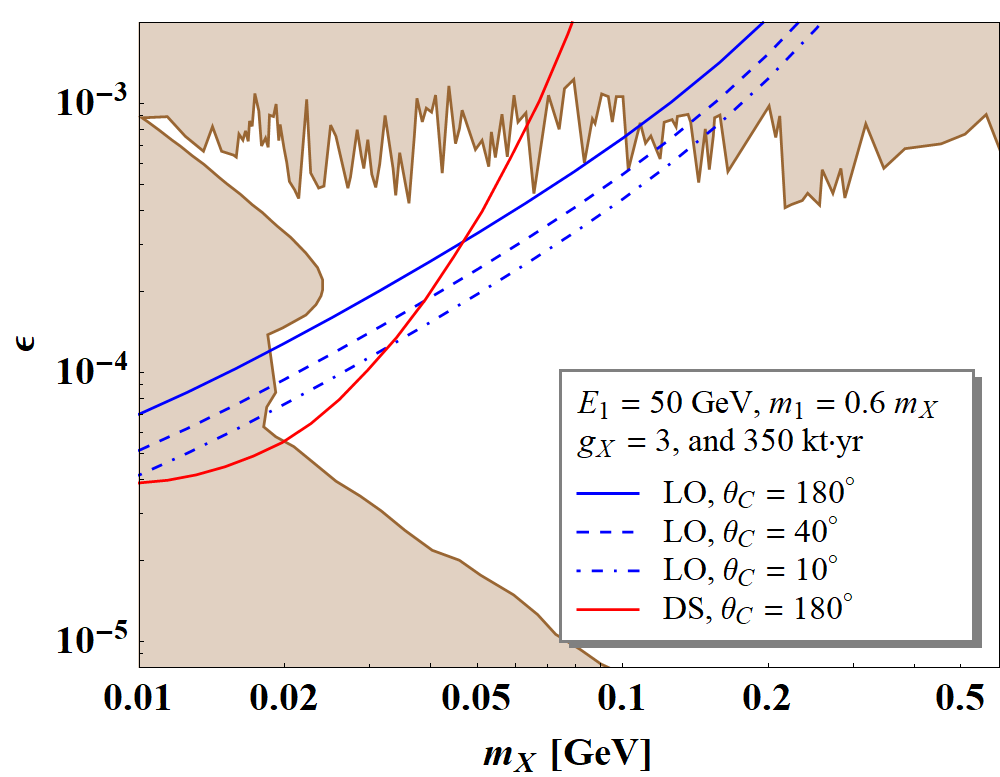 10⁻³
10⁻⁴
10⁻⁵
ϵ
E₁ = 50 GeV, m₁ = 0.6 m_X
g_X = 3, and 350 kt·yr
LO, θ_C = 180°
LO, θ_C = 40°
LO, θ_C = 10°
DS, θ_C = 180°
0.01 0.02 0.05 0.1 0.2 0.5
m_X [GeV]